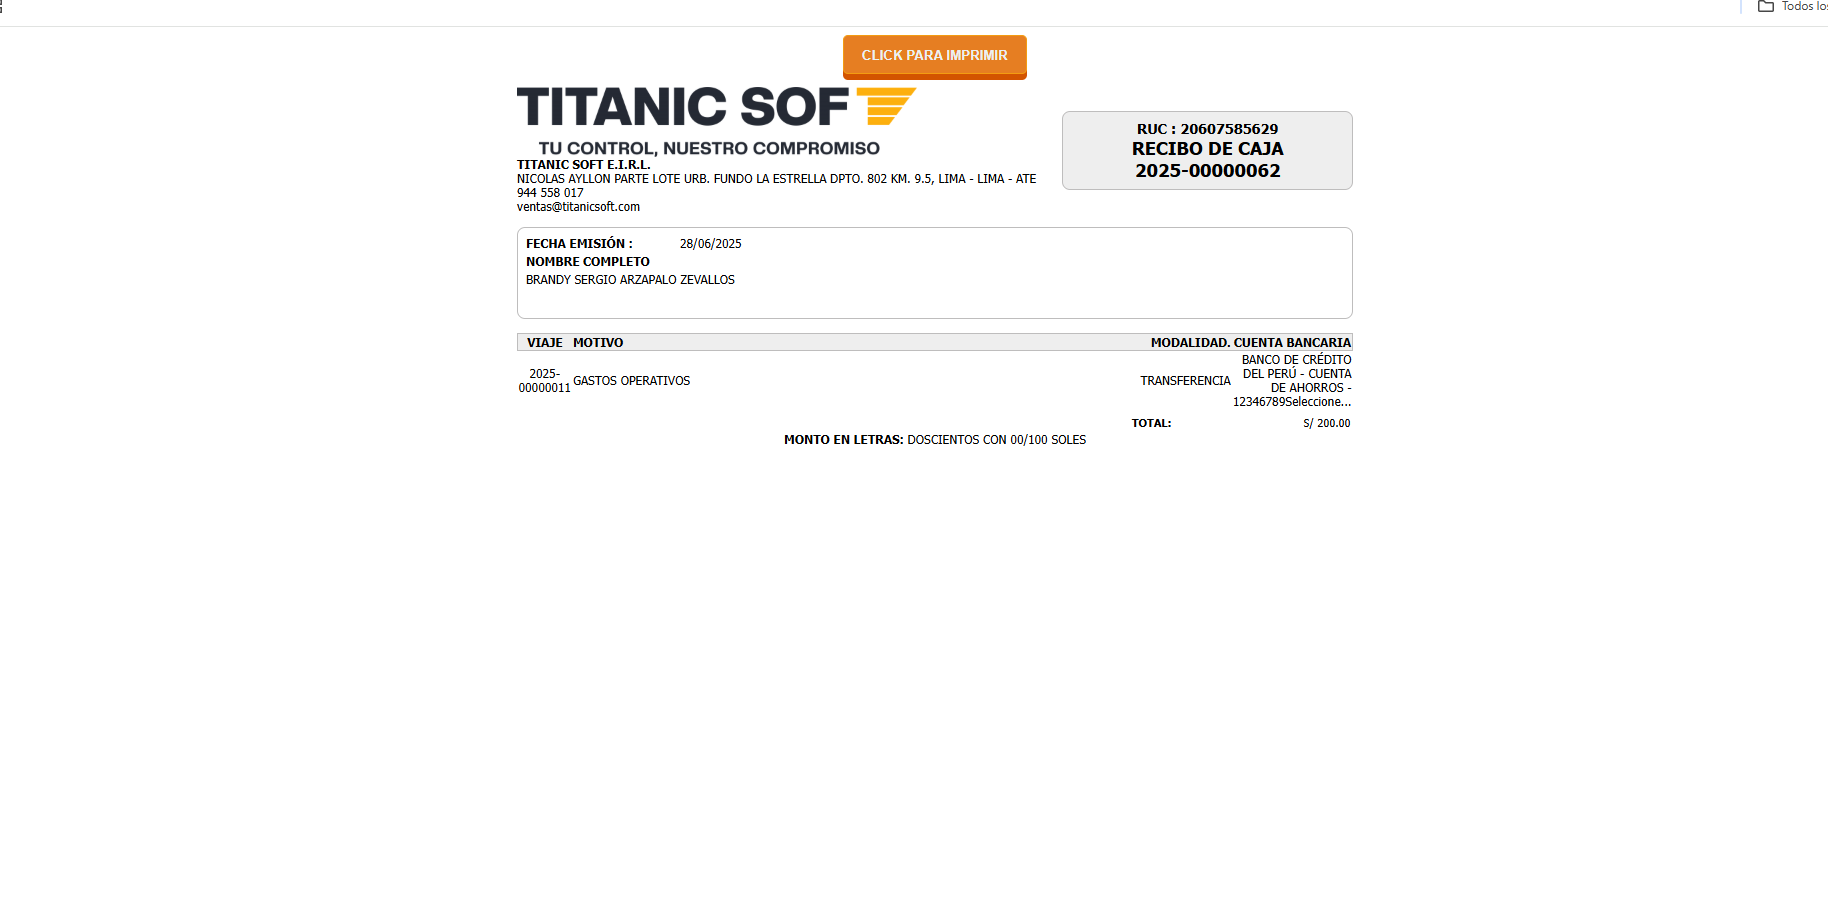 Todos los
CLICK PARA IMPRIMIR
TITANIC SOF
TU CONTROL, NUESTRO COMPROMISO
TITANIC SOFT E.I.R.L.
NICOLAS AYLLON PARTE LOTE URB. FUNDO LA ESTRELLA DPTO. 802 KM. 9.5, LIMA - LIMA - ATE
944 558 017
ventas@titanicsoft.com
RUC : 20607585629
RECIBO DE CAJA
2025-00000062
FECHA EMISIÓN : 28/06/2025
NOMBRE COMPLETO
BRANDY SERGIO ARZAPALO ZEVALLOS
VIAJE MOTIVO MODALIDAD. CUENTA BANCARIA
2025-
00000011
GASTOS OPERATIVOS
TRANSFERENCIA
BANCO DE CRÉDITO
DEL PERÚ - CUENTA
DE AHORROS -
12346789Seleccione...
TOTAL: S/ 200.00
MONTO EN LETRAS: DOSCIENTOS CON 00/100 SOLES